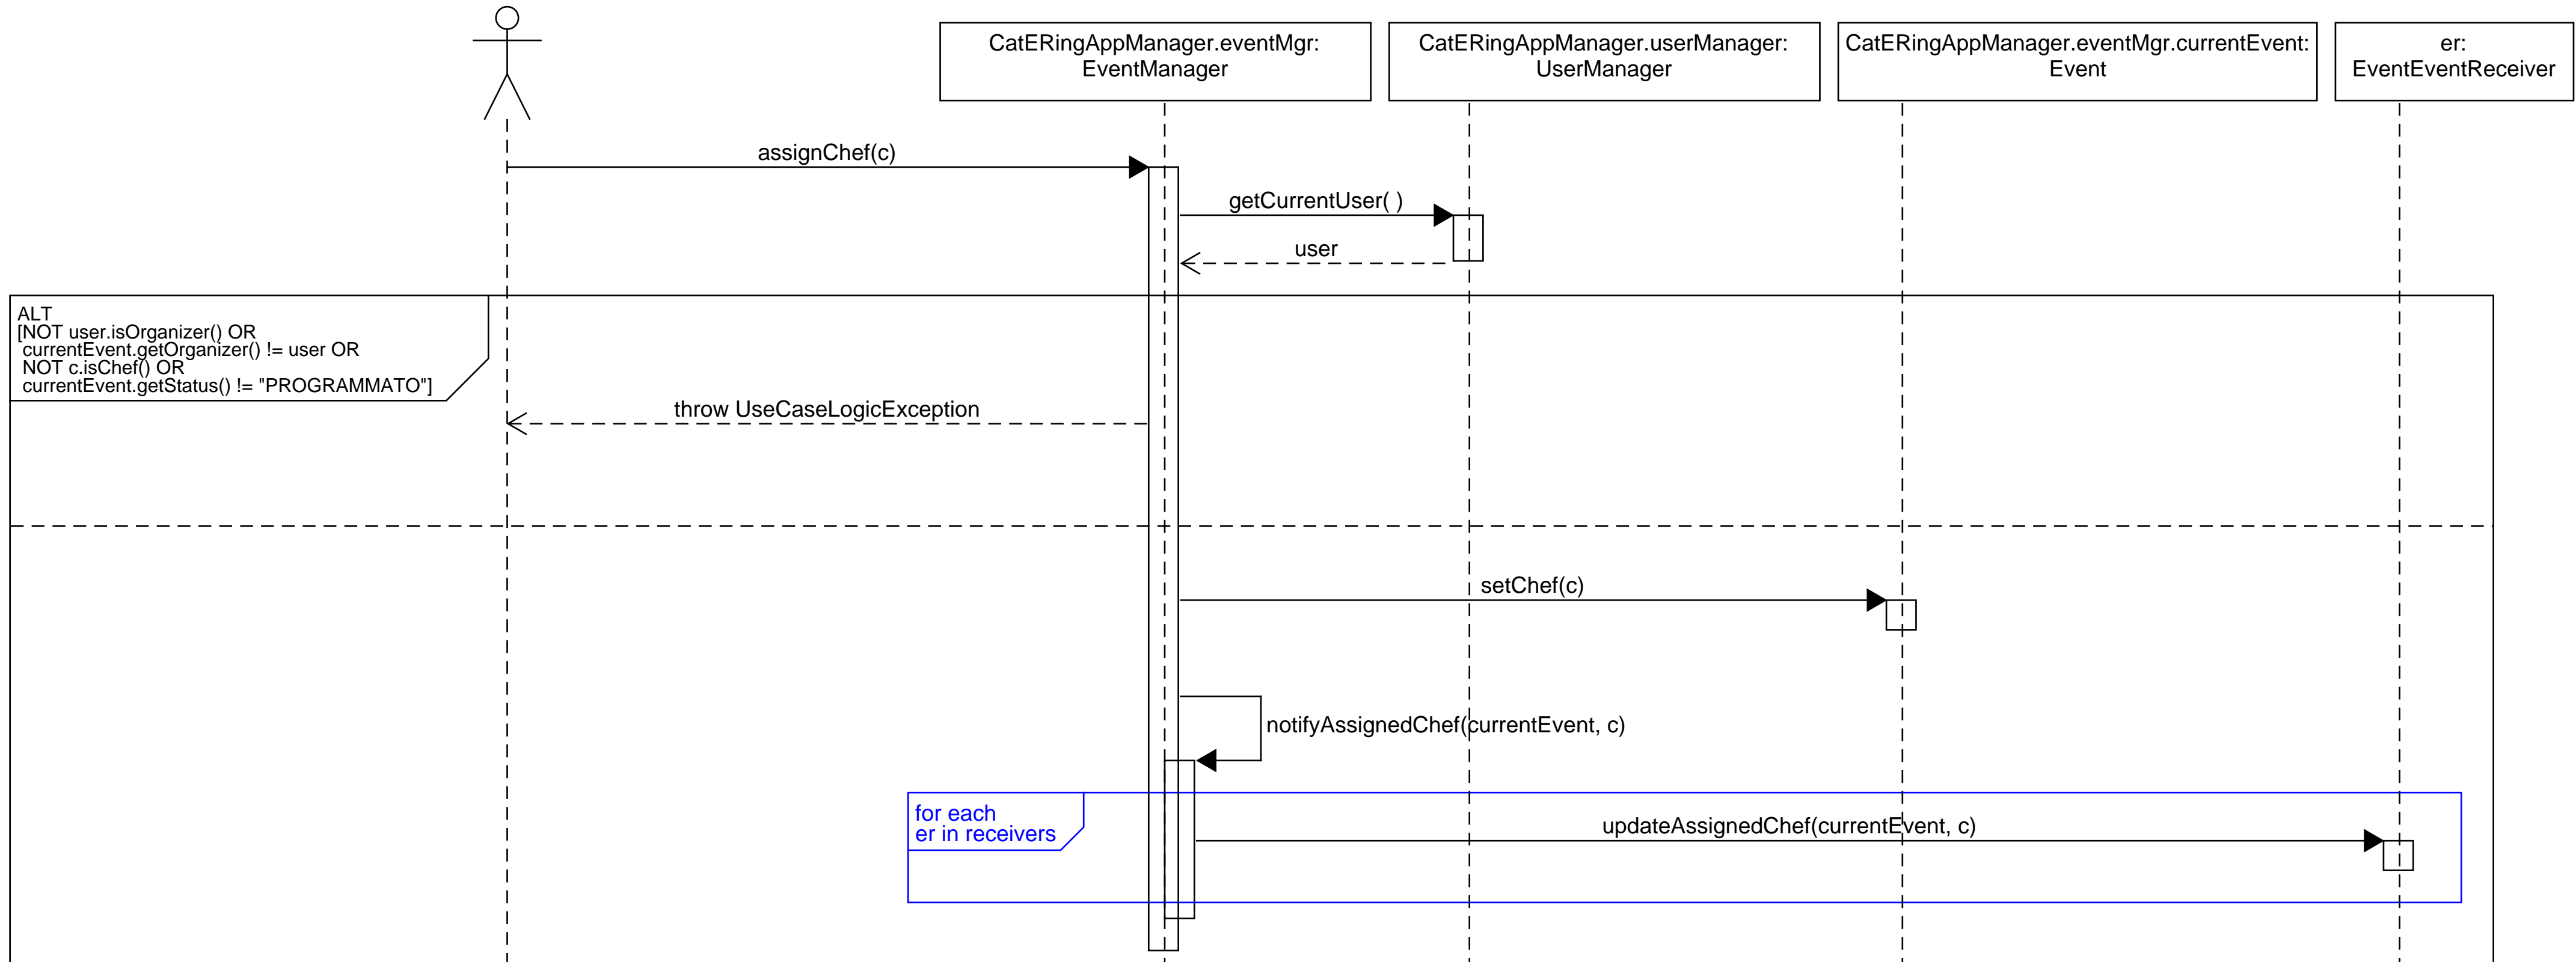 CatERingAppManager.eventMgr:
EventManager
CatERingAppManager.userManager:
UserManager
CatERingAppManager.eventMgr.currentEvent:
Event
er:
EventEventReceiver
assignChef(c)
getCurrentUser( )
user
ALT
[NOT user.isOrganizer() OR
currentEvent.getOrganizer() != user OR
NOT c.isChef() OR
currentEvent.getStatus() != "PROGRAMMATO"]
throw UseCaseLogicException
setChef(c)
notifyAssignedChef(currentEvent, c)
for each
er in receivers
updateAssignedChef(currentEvent, c)